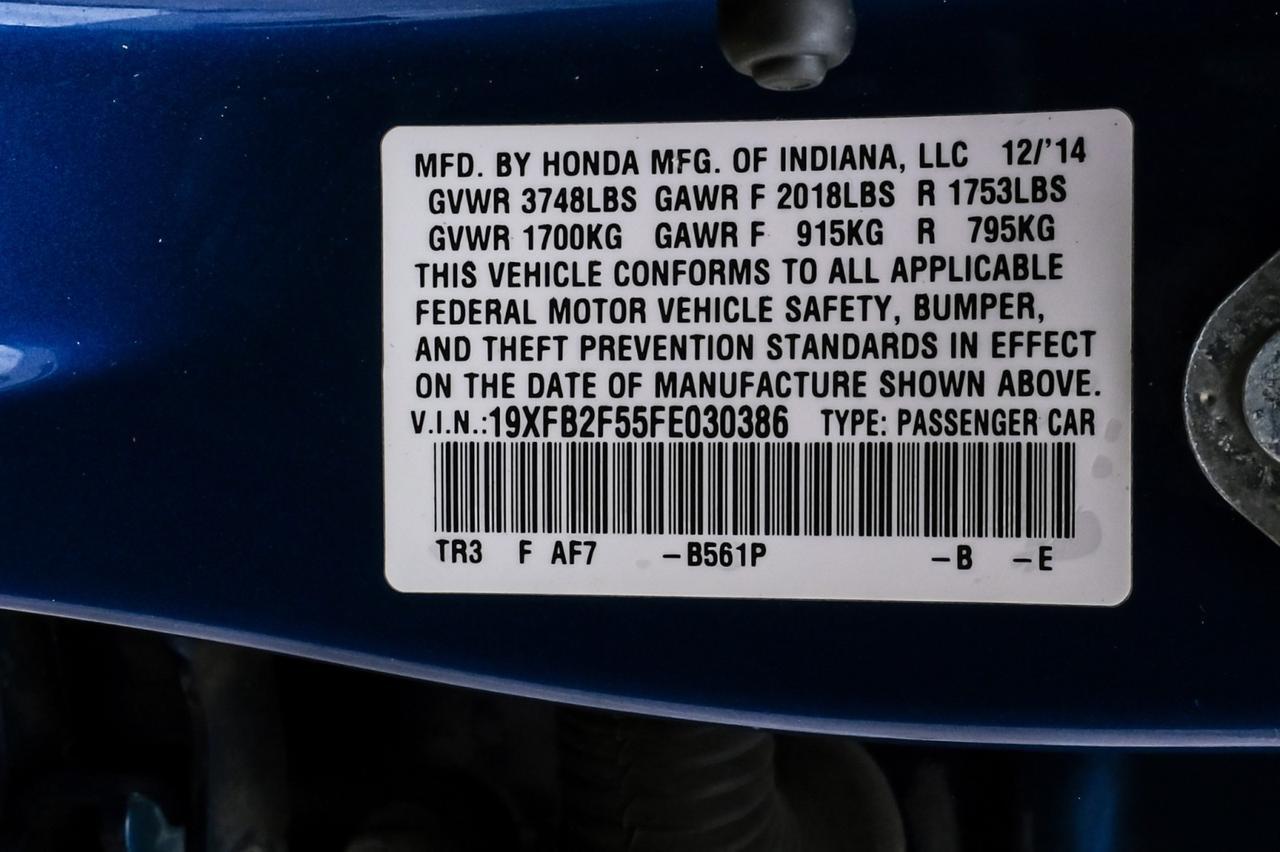 MFD. BY HONDA MFG. OF INDIANA, LLC 12/'14
GVWR 3748LBS GAWR F 2018LBS R 1753LBS
GVWR 1700KG GAWR F 915KG R 795KG
THIS VEHICLE CONFORMS TO ALL APPLICABLE
FEDERAL MOTOR VEHICLE SAFETY, BUMPER,
AND THEFT PREVENTION STANDARDS IN EFFECT
ON THE DATE OF MANUFACTURE SHOWN ABOVE.
V.I.N.:19XFB2F55FE030386 TYPE: PASSENGER CAR
TR3 F AF7 -B561P -B -E